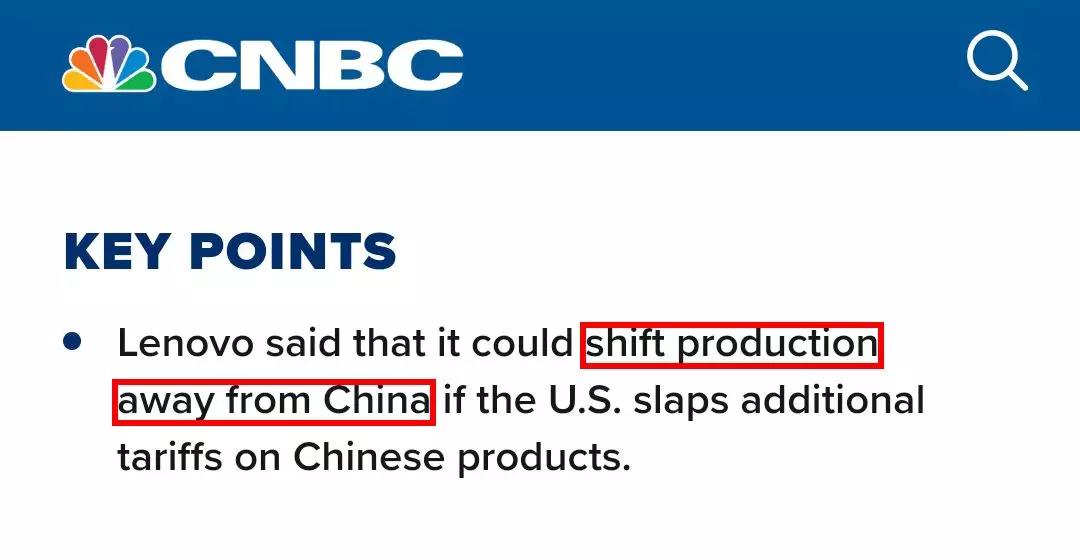 CNBC
KEY POINTS
• Lenovo said that it could shift production
away from China if the U.S. slaps additional
tariffs on Chinese products.